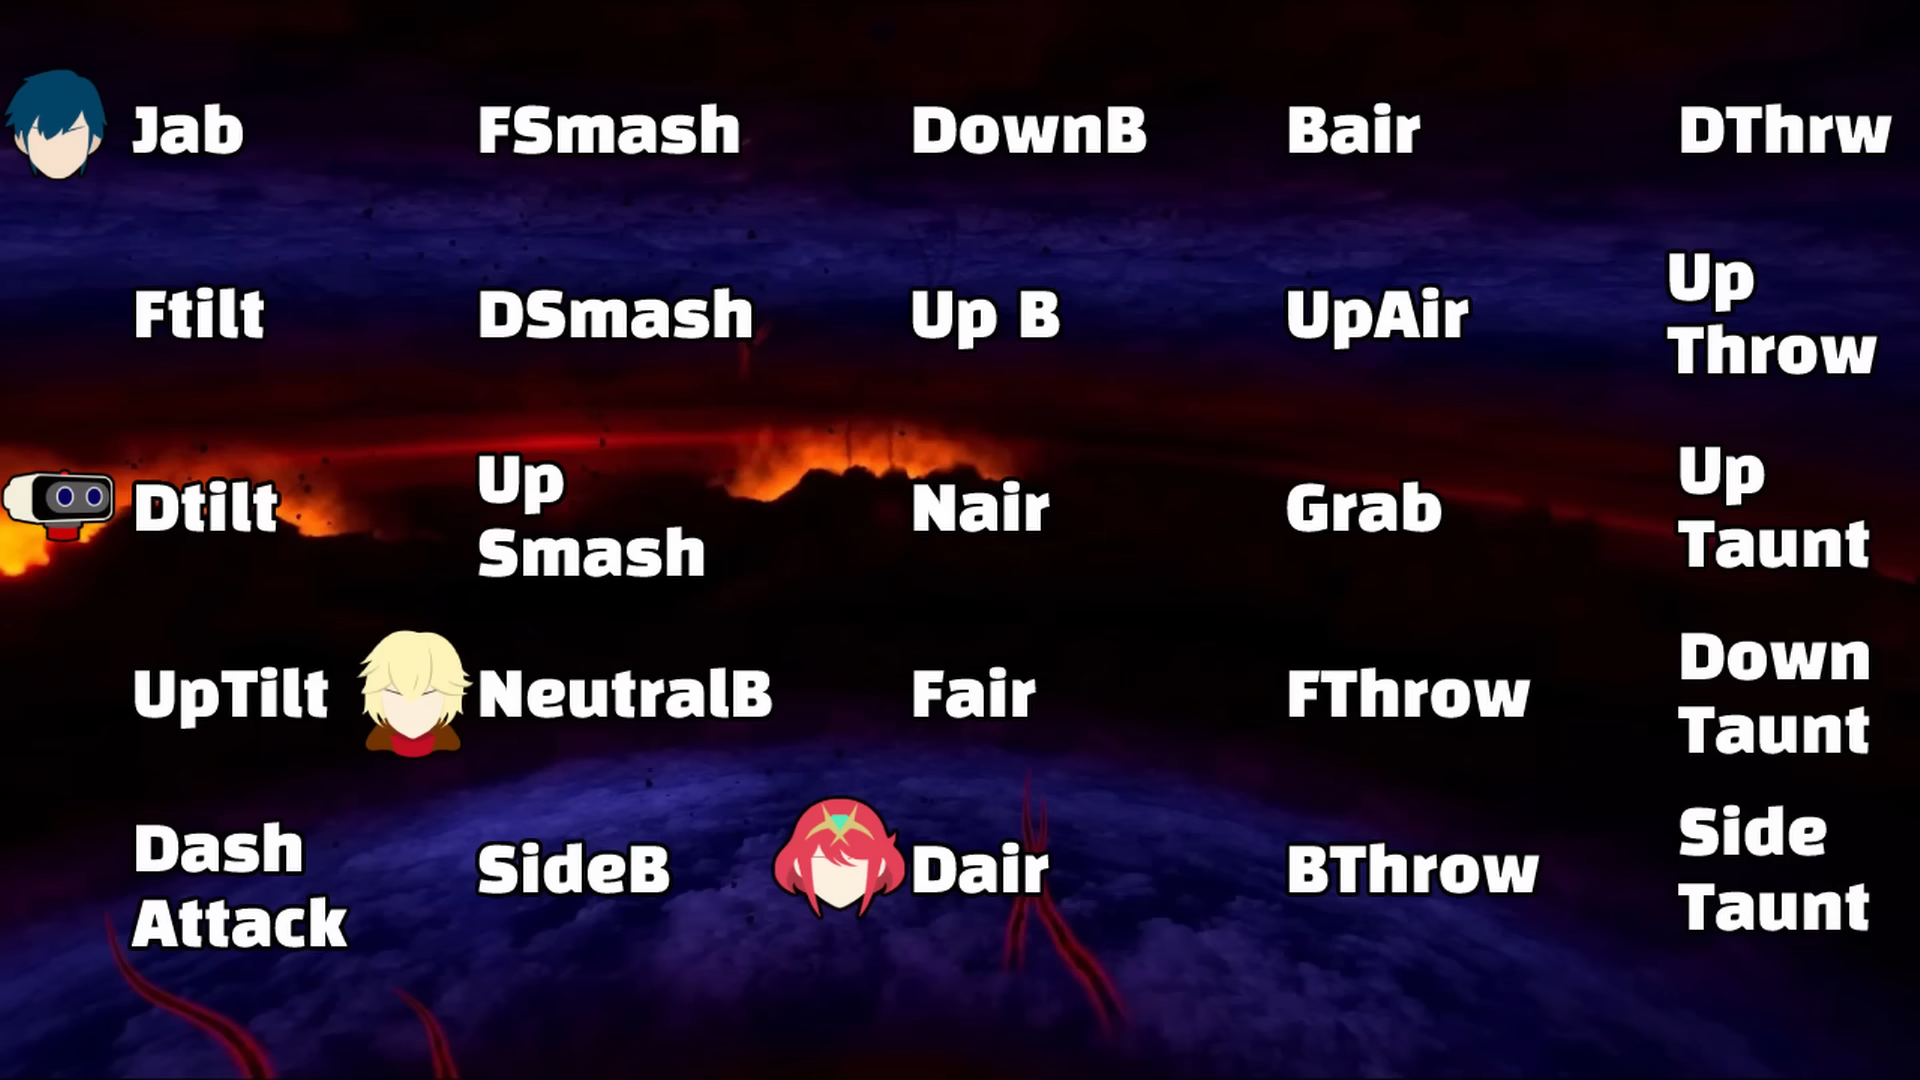 Jab
FSmash
DownB
Bair
DThrw
Ftilt
DSmash
Up B
UpAir
Up
Throw
Dtilt
Up
Smash
Nair
Grab
Up
Taunt
UpTilt
NeutralB
Fair
FThrow
Down
Taunt
Dash
Attack
SideB
Dair
BThrow
Side
Taunt